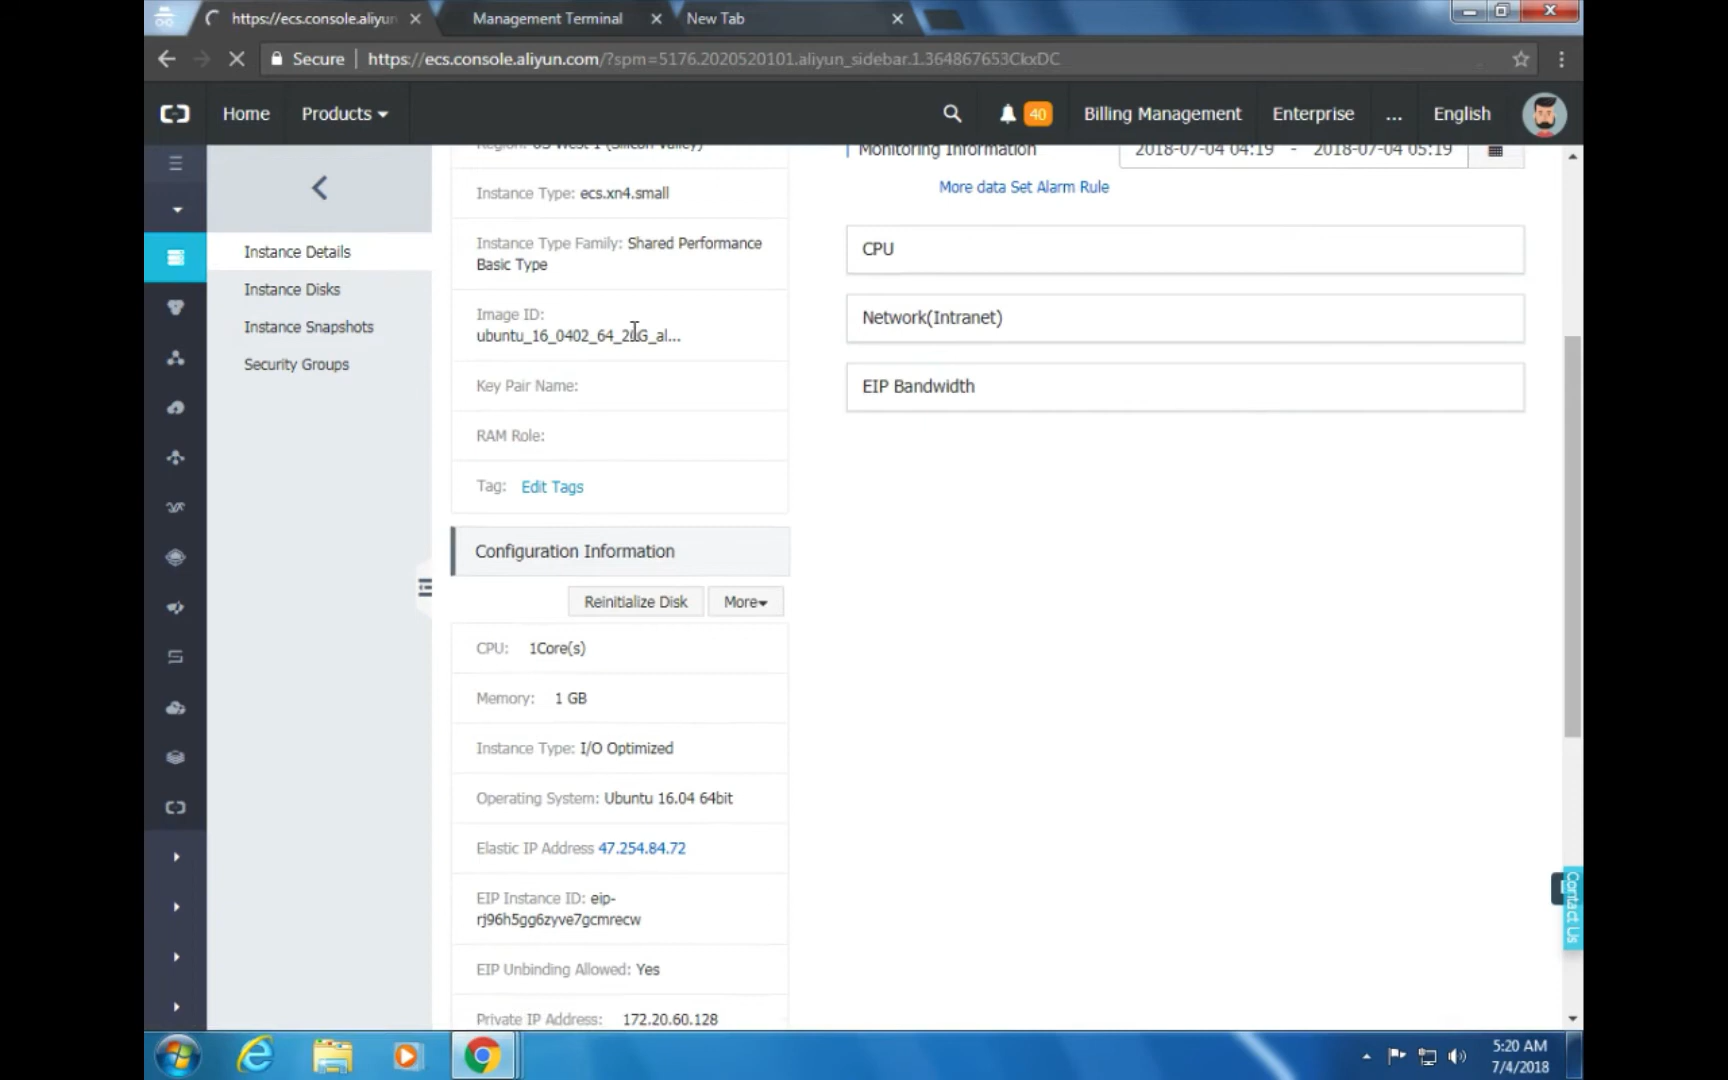 https://ecs.console.aliyun
Management Terminal
New Tab
Secure
https://ecs.console.aliyun.com/?spm=5176.2020520101.aliyun_sidebar.1.364867653CkxDC
Home
Products
40
Billing Management
Enterprise
...
English
Region: US West 1 (Silicon Valley)
Monitoring Information
2018-07-04 04:19 - 2018-07-04 05:19
More data Set Alarm Rule
Instance Type: ecs.xn4.small
Instance Type Family: Shared Performance
Basic Type
Image ID:
ubuntu_16_0402_64_20G_al...
Key Pair Name:
RAM Role:
Tag: Edit Tags
Instance Details
Instance Disks
Instance Snapshots
Security Groups
CPU
Network(Intranet)
EIP Bandwidth
Configuration Information
Reinitialize Disk
More
CPU: 1Core(s)
Memory: 1 GB
Instance Type: I/O Optimized
Operating System: Ubuntu 16.04 64bit
Elastic IP Address 47.254.84.72
EIP Instance ID: eip-
rj96h5gg6zyve7gcmrecw
EIP Unbinding Allowed: Yes
Private IP Address: 172.20.60.128
Contact Us
5:20 AM
7/4/2018